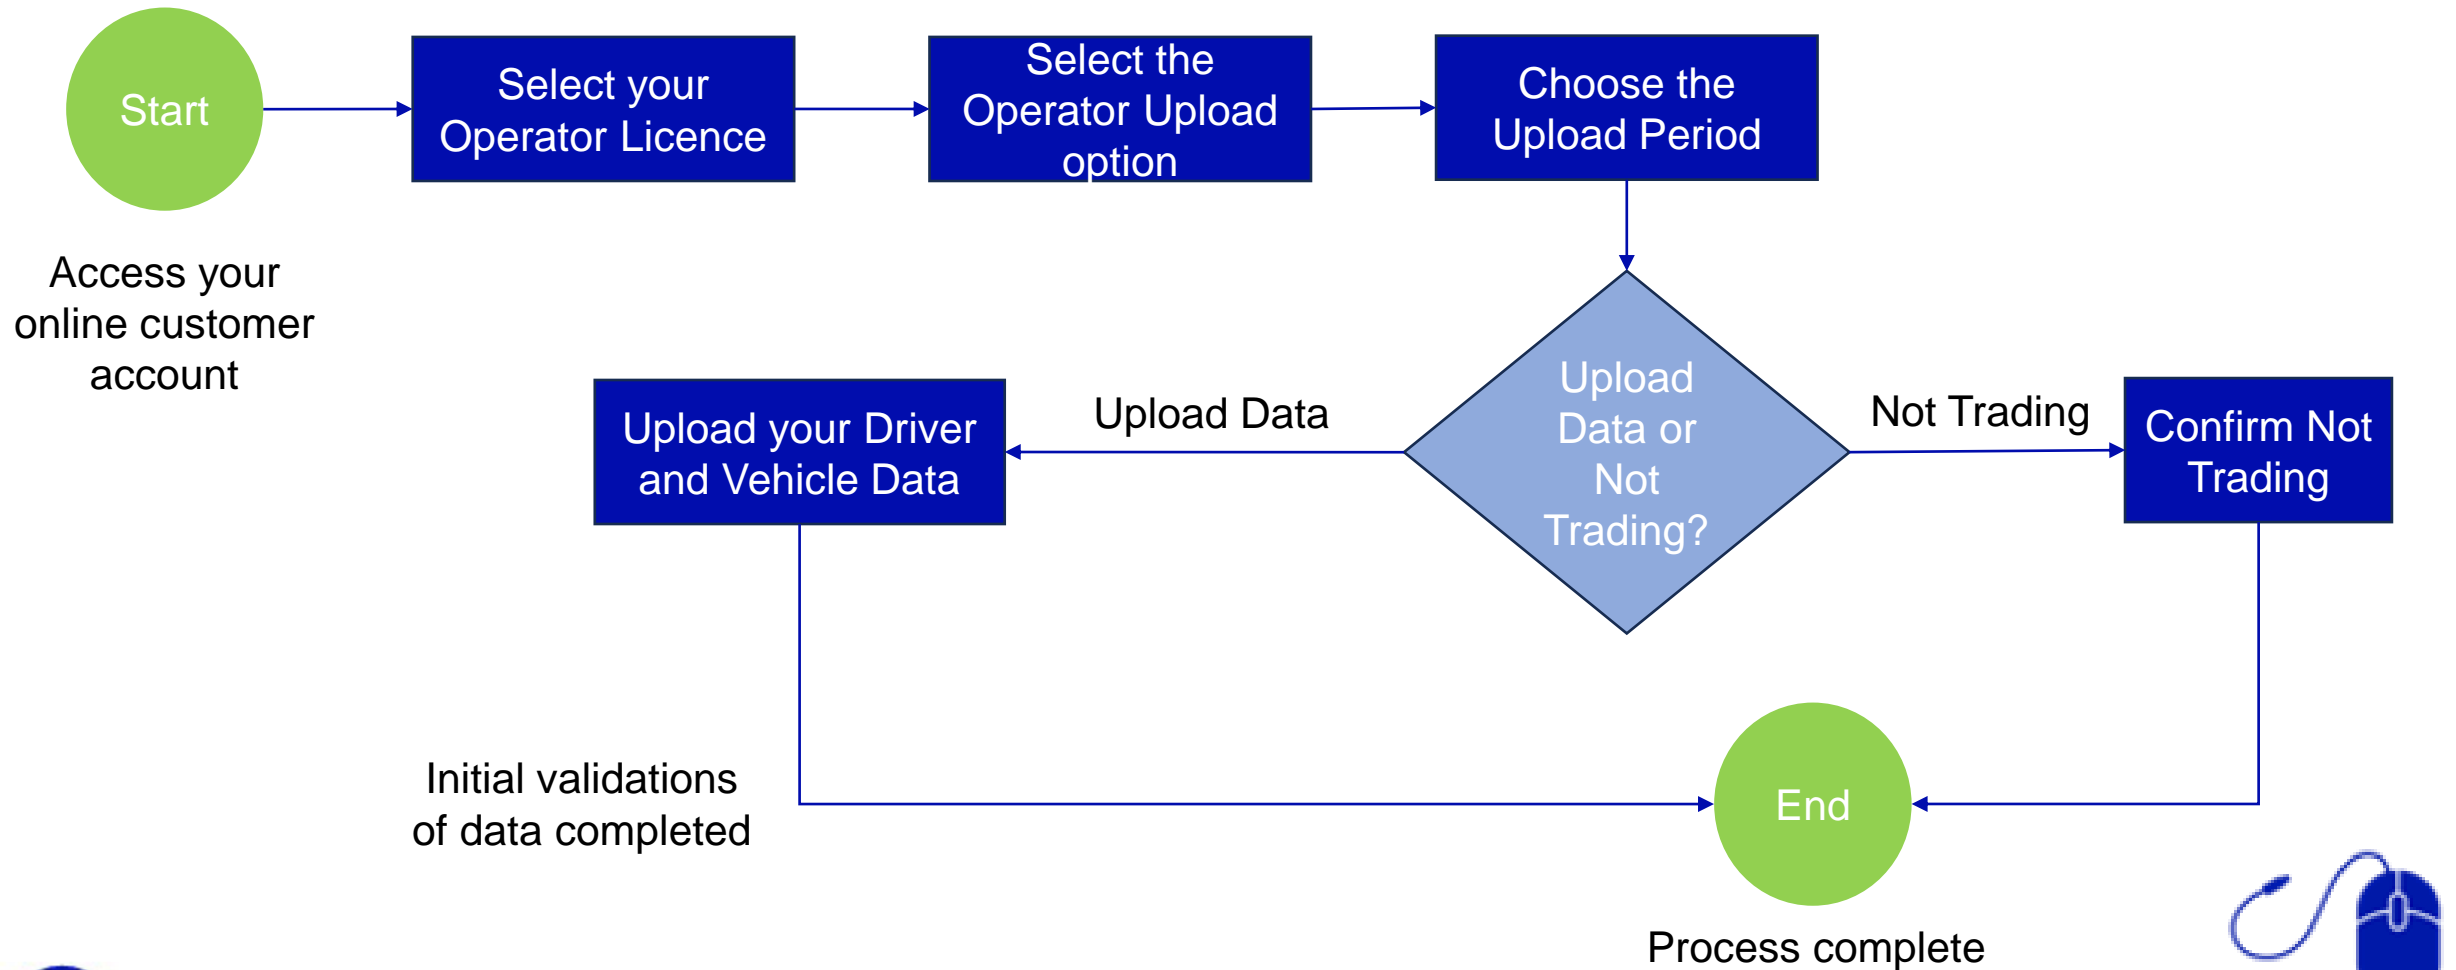 Start
Access your
online customer
account
Select your
Operator Licence
Select the
Operator Upload
option
Choose the
Upload Period
Upload
Data or
Not
Trading?
Upload Data
Upload your Driver
and Vehicle Data
Not Trading
Confirm Not
Trading
Initial validations
of data completed
End
Process complete